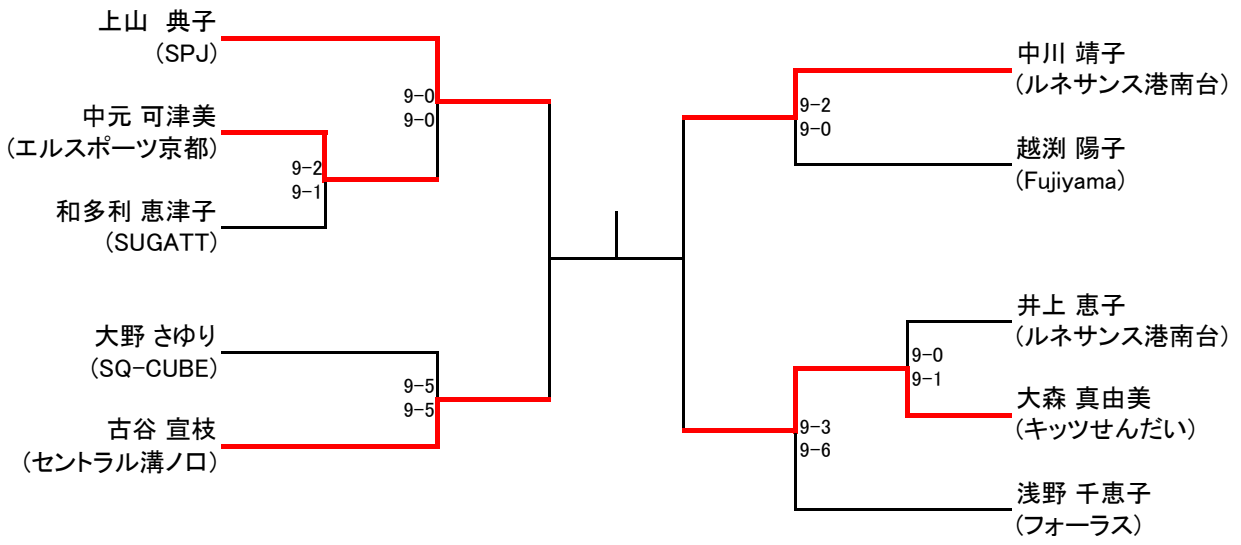 上山　典子
(SPJ)
9-0
9-0
中元 可津美
(エルスポーツ京都)
9-2
9-1
和多利 恵津子
(SUGATT)
大野 さゆり
(SQ-CUBE)
9-5
9-5
古谷 宣枝
(セントラル溝ノ口)
中川 靖子
(ルネサンス港南台)
9-2
9-0
越渕 陽子
(Fujiyama)
井上 恵子
(ルネサンス港南台)
9-0
9-1
大森 真由美
(キッツせんだい)
9-3
9-6
浅野 千恵子
(フォーラス)